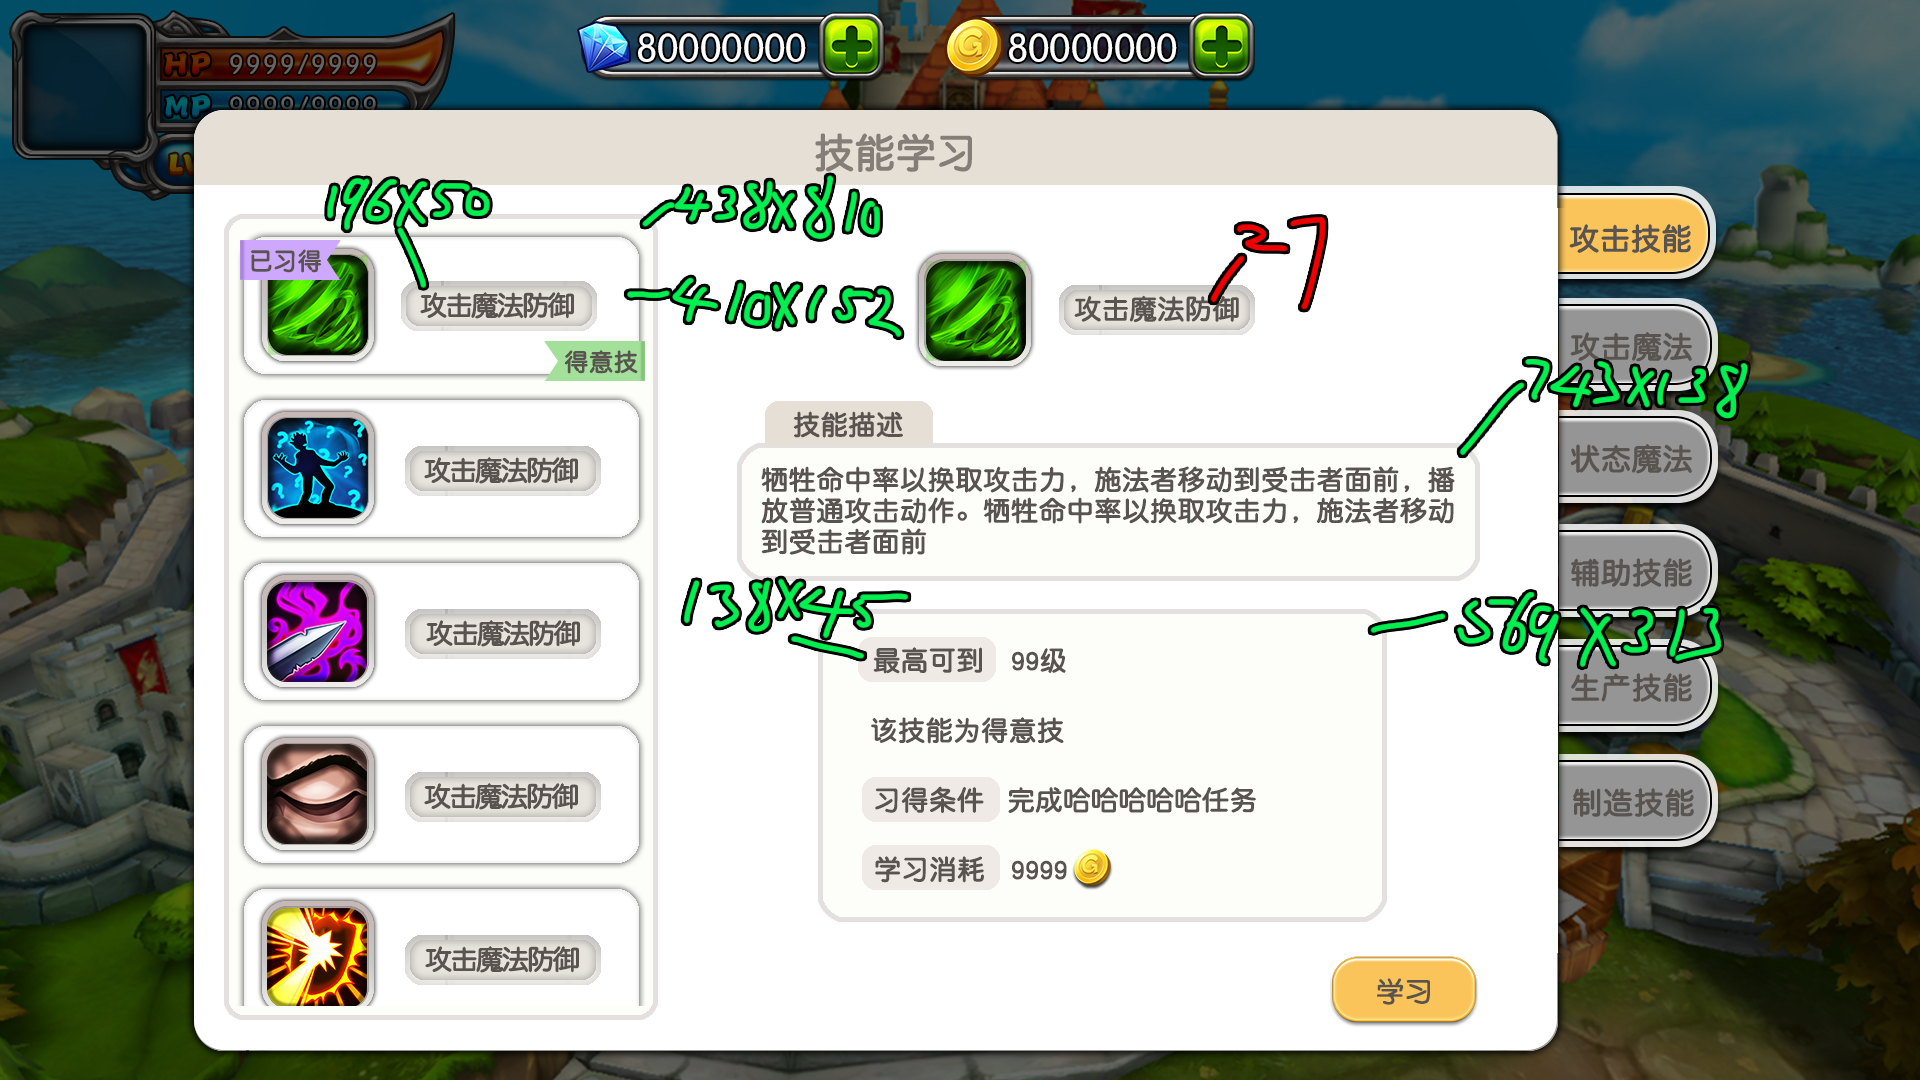 HP 9999/9999
80000000
80000000
MP 9999/9999
LV
技能学习
196X50
438X810
27
已习得
攻击魔法防御
410X152
攻击魔法防御
得意技
攻击技能
攻击魔法
743X138
状态魔法
辅助技能
生产技能
制造技能
攻击魔法防御
技能描述
牺牲命中率以换取攻击力，施法者移动到受击者面前，播
放普通攻击动作。牺牲命中率以换取攻击力，施法者移动
到受击者面前
攻击魔法防御
138X45
569X313
最高可到 99级
该技能为得意技
攻击魔法防御
习得条件 完成哈哈哈哈哈任务
学习消耗 9999
攻击魔法防御
学习